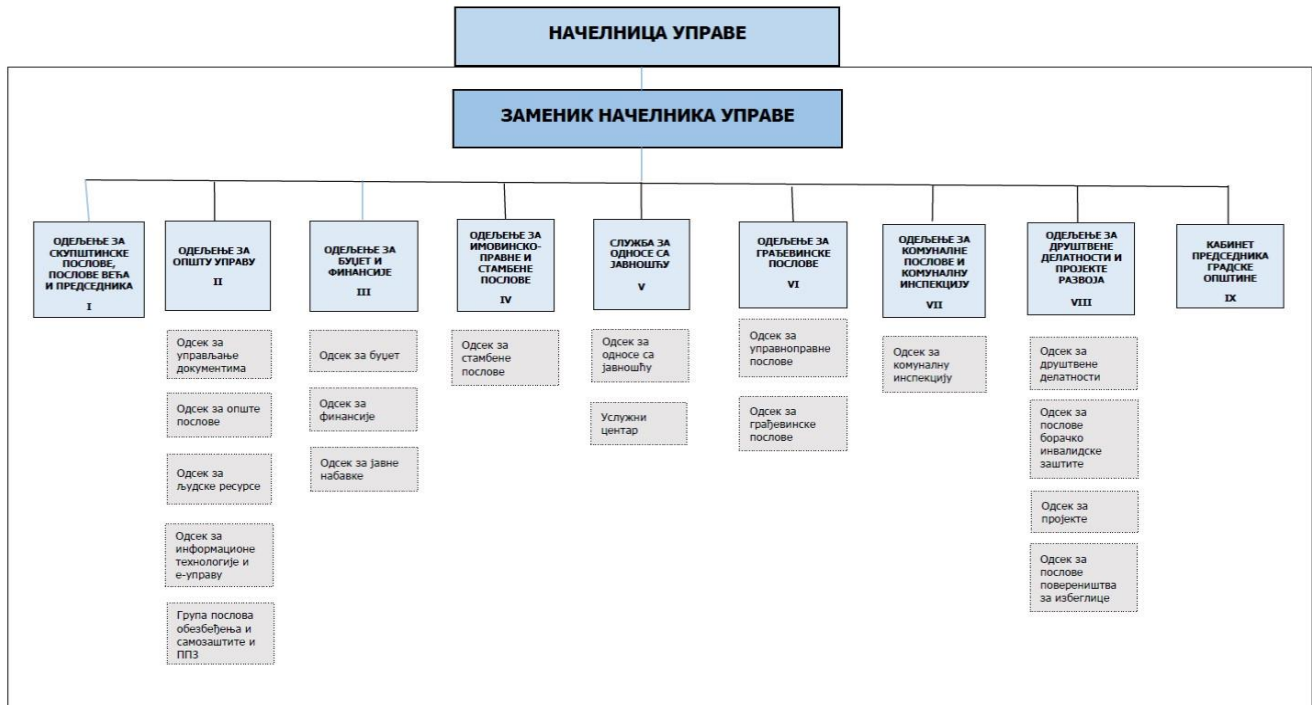 НАЧЕЛНИЦА УПРАВЕ
ЗАМЕНИК НАЧЕЛНИКА УПРАВЕ
ОДЕЉЕЊЕ ЗА
СКУПШТИНСКЕ
ПОСЛОВЕ,
ПОСЛОВЕ ВЕЋА
И ПРЕДСЕДНИКА
I
ОДЕЉЕЊЕ ЗА
ОПШТУ УПРАВУ
II
Одсек за
управљање
документима
Одсек за опште
послове
Одсек за
људске ресурсе
Одсек за
информационе
технологије и
е-управу
Група послова
обезбеђења и
самозаштите и
ППЗ
ОДЕЉЕЊЕ ЗА
БУЏЕТ И
ФИНАНСИЈЕ
III
Одсек за буџет
Одсек за
финансије
Одсек за јавне
набавке
ОДЕЉЕЊЕ ЗА
ИМОВИНСКО-
ПРАВНЕ И
СТАМБЕНЕ
ПОСЛОВЕ
IV
Одсек за
стамбене
послове
СЛУЖБА ЗА
ОДНОСЕ СА
ЈАВНОШЋУ
V
Одсек за
односе са
јавношћу
Услужни
центар
ОДЕЉЕЊЕ ЗА
ГРАЂЕВИНСКЕ
ПОСЛОВЕ
VI
Одсек за
управноправне
послове
Одсек за
грађевинске
послове
ОДЕЉЕЊЕ ЗА
КОМУНАЛНЕ
ПОСЛОВЕ И
КОМУНАЛНУ
ИНСПЕКЦИЈУ
VII
Одсек за
комуналну
инспекцију
ОДЕЉЕЊЕ ЗА
ДРУШТВЕНЕ
ДЕЛАТНОСТИ И
ПРОЈЕКТЕ
РАЗВОЈА
VIII
Одсек за
друштвене
делатности
Одсек за
послове
борачко
инвалидске
заштите
Одсек за
пројекте
Одсек за
послове
повереништва
за избеглице
КАБИНЕТ
ПРЕДСЕДНИКА
ГРАДСКЕ
ОПШТИНЕ
IX